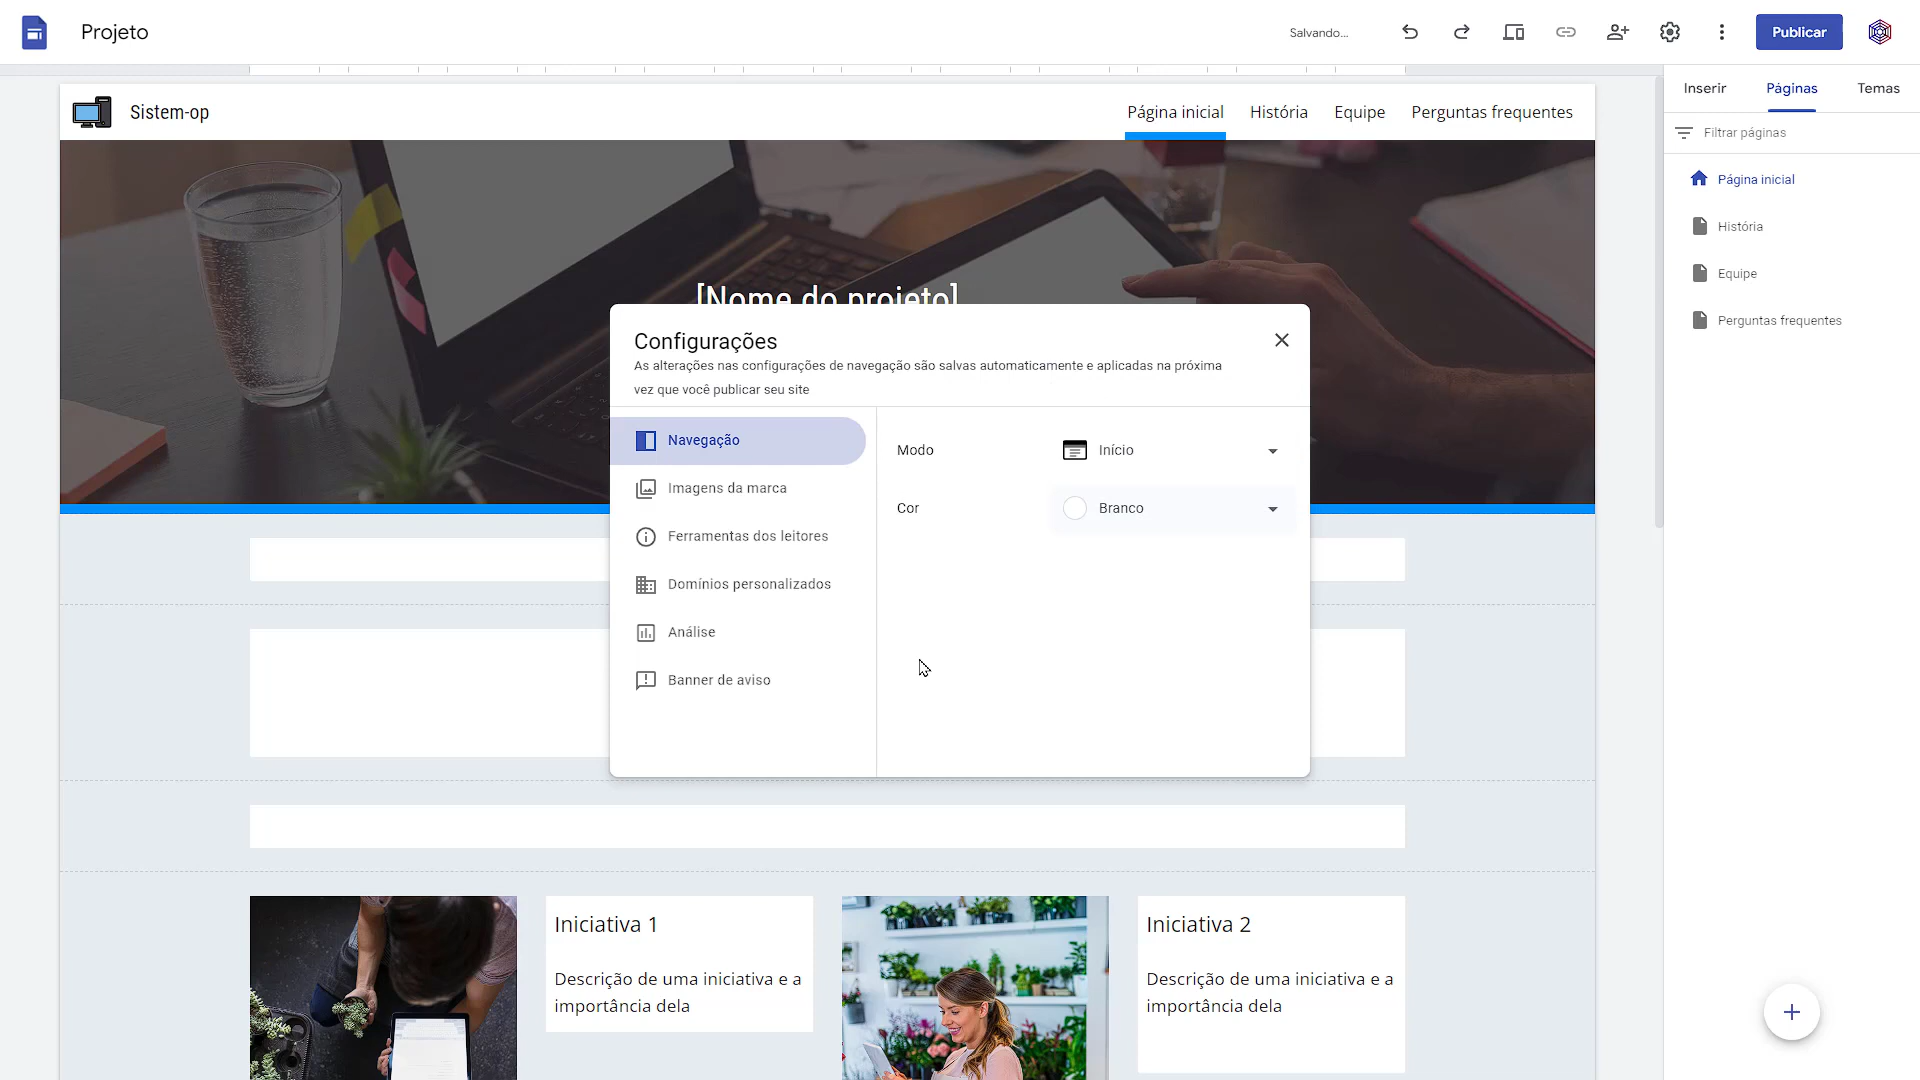 Projeto
Salvando...
Publicar
Sistem-op
Página inicial
História
Equipe
Perguntas frequentes
Inserir
Páginas
Temas
Filtrar páginas
Página inicial
História
Equipe
Perguntas frequentes
[Nome do projeto]
Configurações
As alterações nas configurações de navegação são salvas automaticamente e aplicadas na próxima
vez que você publicar seu site
Navegação
Imagens da marca
Ferramentas dos leitores
Domínios personalizados
Análise
Banner de aviso
Modo
Início
Cor
Branco
Iniciativa 1
Descrição de uma iniciativa e a
importância dela
Iniciativa 2
Descrição de uma iniciativa e a
importância dela